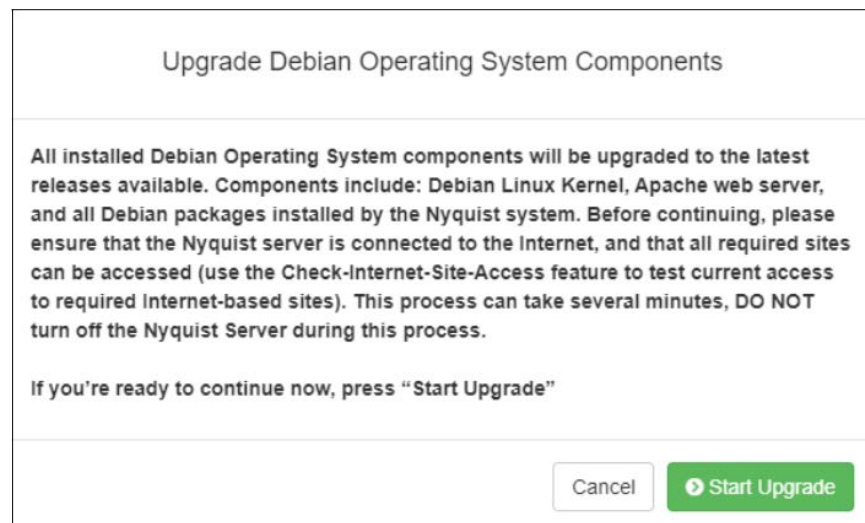 Upgrade Debian Operating System Components
All installed Debian Operating System components will be upgraded to the latest
releases available. Components include: Debian Linux Kernel, Apache web server,
and all Debian packages installed by the Nyquist system. Before continuing, please
ensure that the Nyquist server is connected to the Internet, and that all required sites
can be accessed (use the Check-Internet-Site-Access feature to test current access
to required Internet-based sites). This process can take several minutes, DO NOT
turn off the Nyquist Server during this process.
If you’re ready to continue now, press “Start Upgrade”
Cancel Start Upgrade